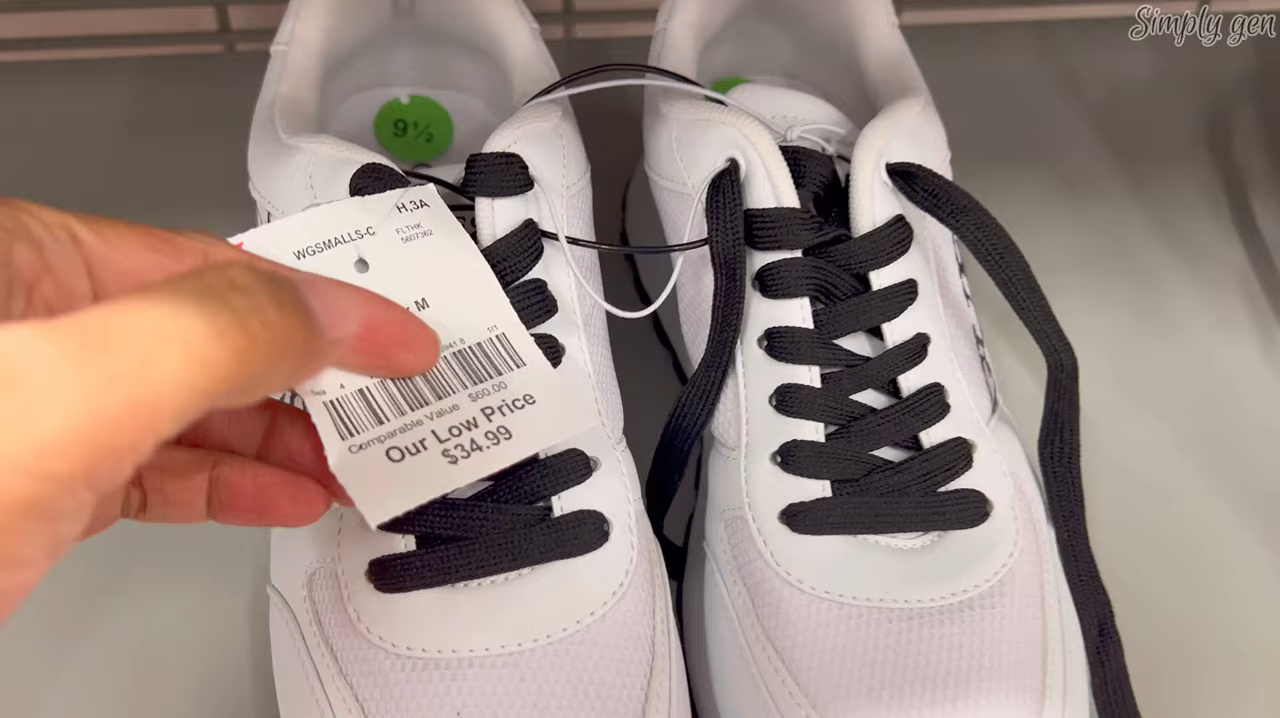 Simply gen
9½
H,3A
WGSMALLS-C
FLTHK
5607362
M
1/1
4
Comparable Value $60.00
Our Low Price
$34.99